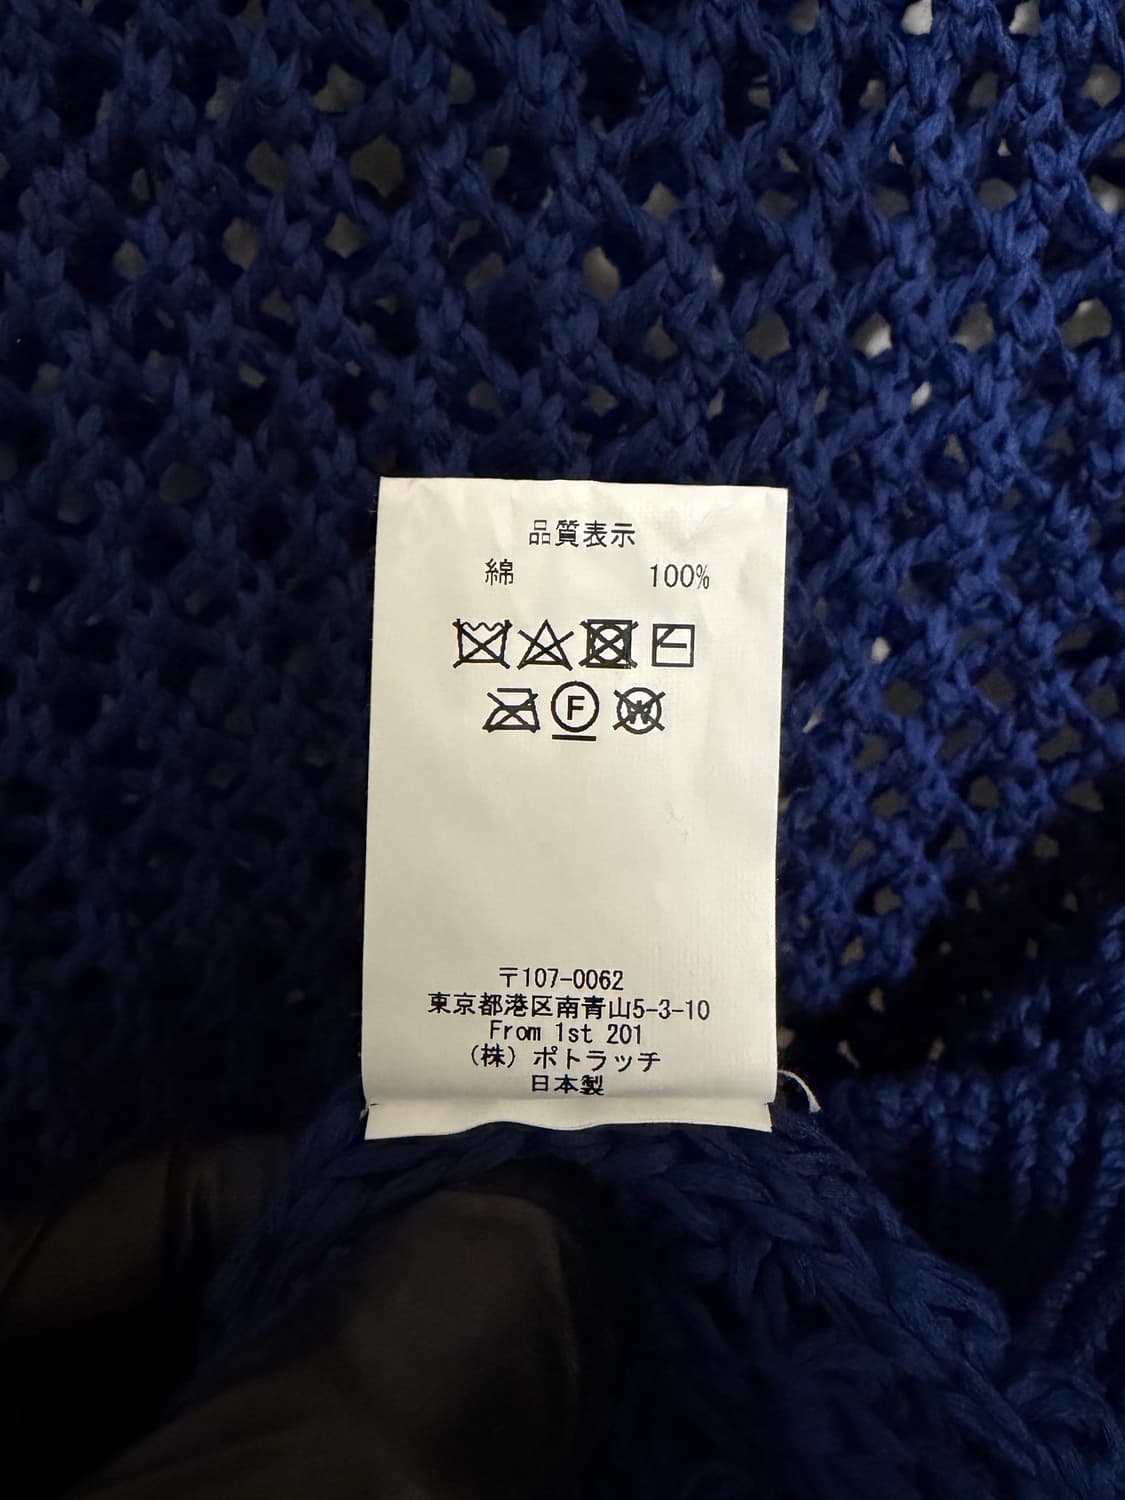 品質表示
綿 100%
F
W
〒107-0062
東京都港区南青山5-3-10
From 1st 201
(株) ポトラッチ
日本製